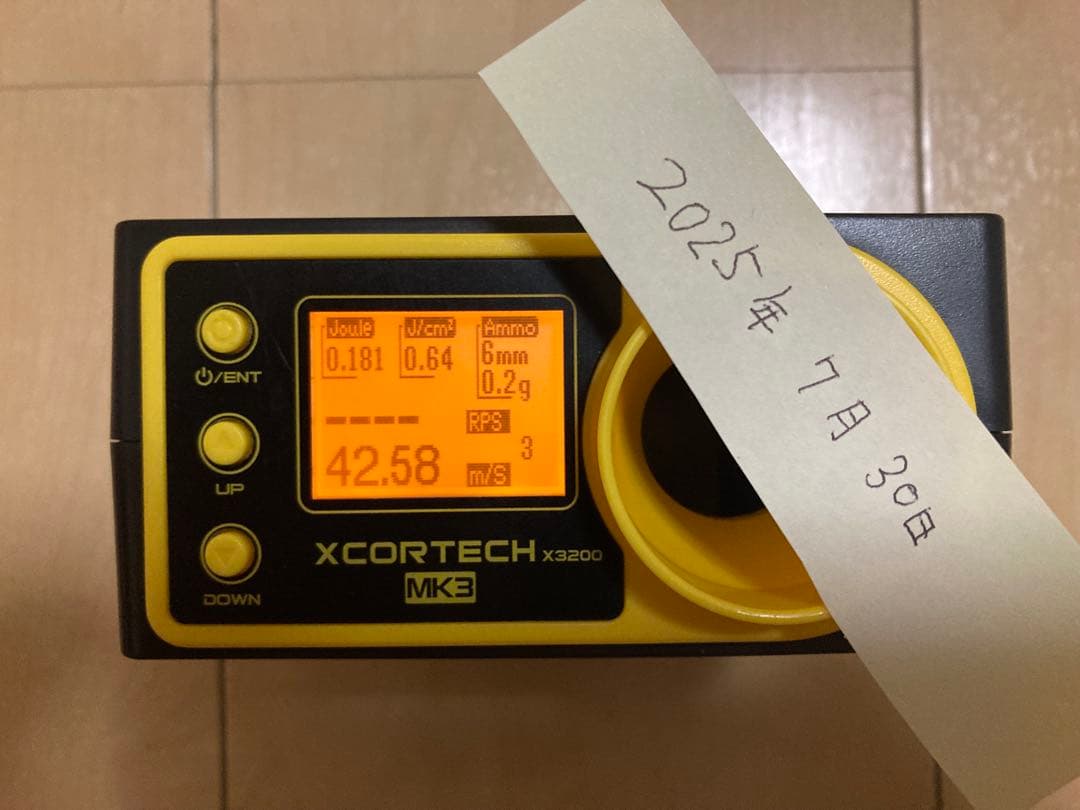 2025年 7月 30日
Joule J/cm² Ammo
0.181 0.64 6mm
0.2g
---- RPS
3
42.58 m/S
⏻/ENT
UP
DOWN
XCORTECH X3200
MK3